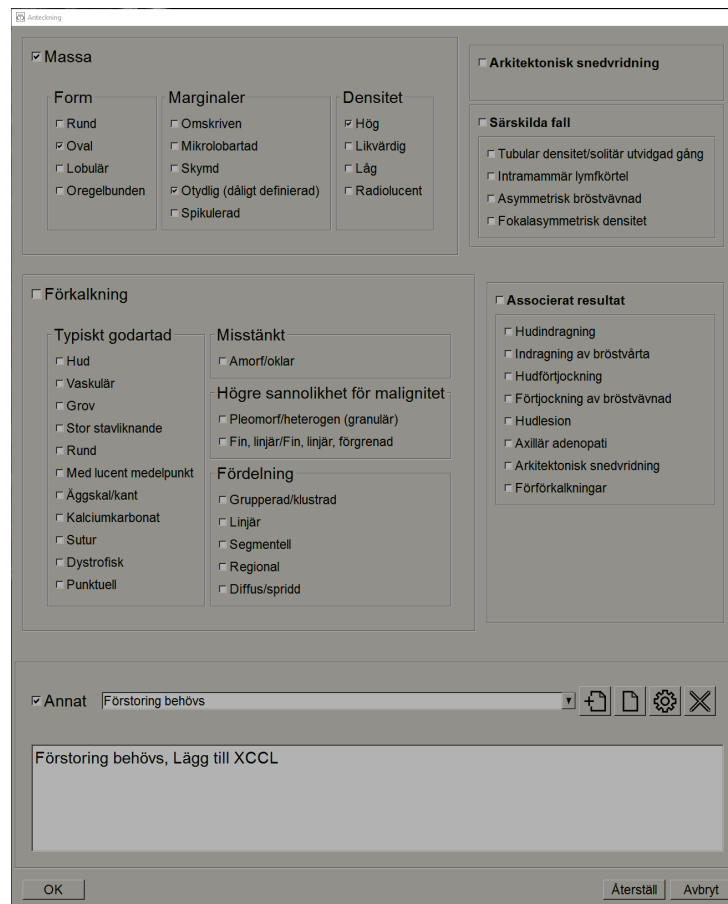 Anteckning
Massa
Form
Rund
Oval
Lobulär
Oregelbunden
Marginaler
Omskriven
Mikrolobartad
Skymd
Otydlig (dåligt definierad)
Spikulerad
Densitet
Hög
Likvärdig
Låg
Radiolucent
Arkitektonisk snedvridning
Särskilda fall
Tubular densitet/solitär utvidgad gång
Intramammär lymfkörtel
Asymmetrisk bröstvävnad
Fokalasymmetrisk densitet
Förkalkning
Typiskt godartad
Hud
Vaskulär
Grov
Stor stavliknande
Rund
Med lucent medelpunkt
Äggskal/kant
Kalciumkarbonat
Sutur
Dystrofisk
Punktuell
Misstänkt
Amorf/oklar
Högre sannolikhet för malignitet
Pleomorf/heterogen (granulär)
Fin, linjär/Fin, linjär, förgrenad
Fördelning
Grupperad/klustrad
Linjär
Segmentell
Regional
Diffus/spridd
Associerat resultat
Hudindragning
Indragning av bröstvårta
Hudförtjockning
Förtjockning av bröstvävnad
Hudlesion
Axillär adenopati
Arkitektonisk snedvridning
Förförkalkningar
Annat
Förstoring behövs
Förstoring behövs, Lägg till XCCL
OK
Återställ
Avbryt